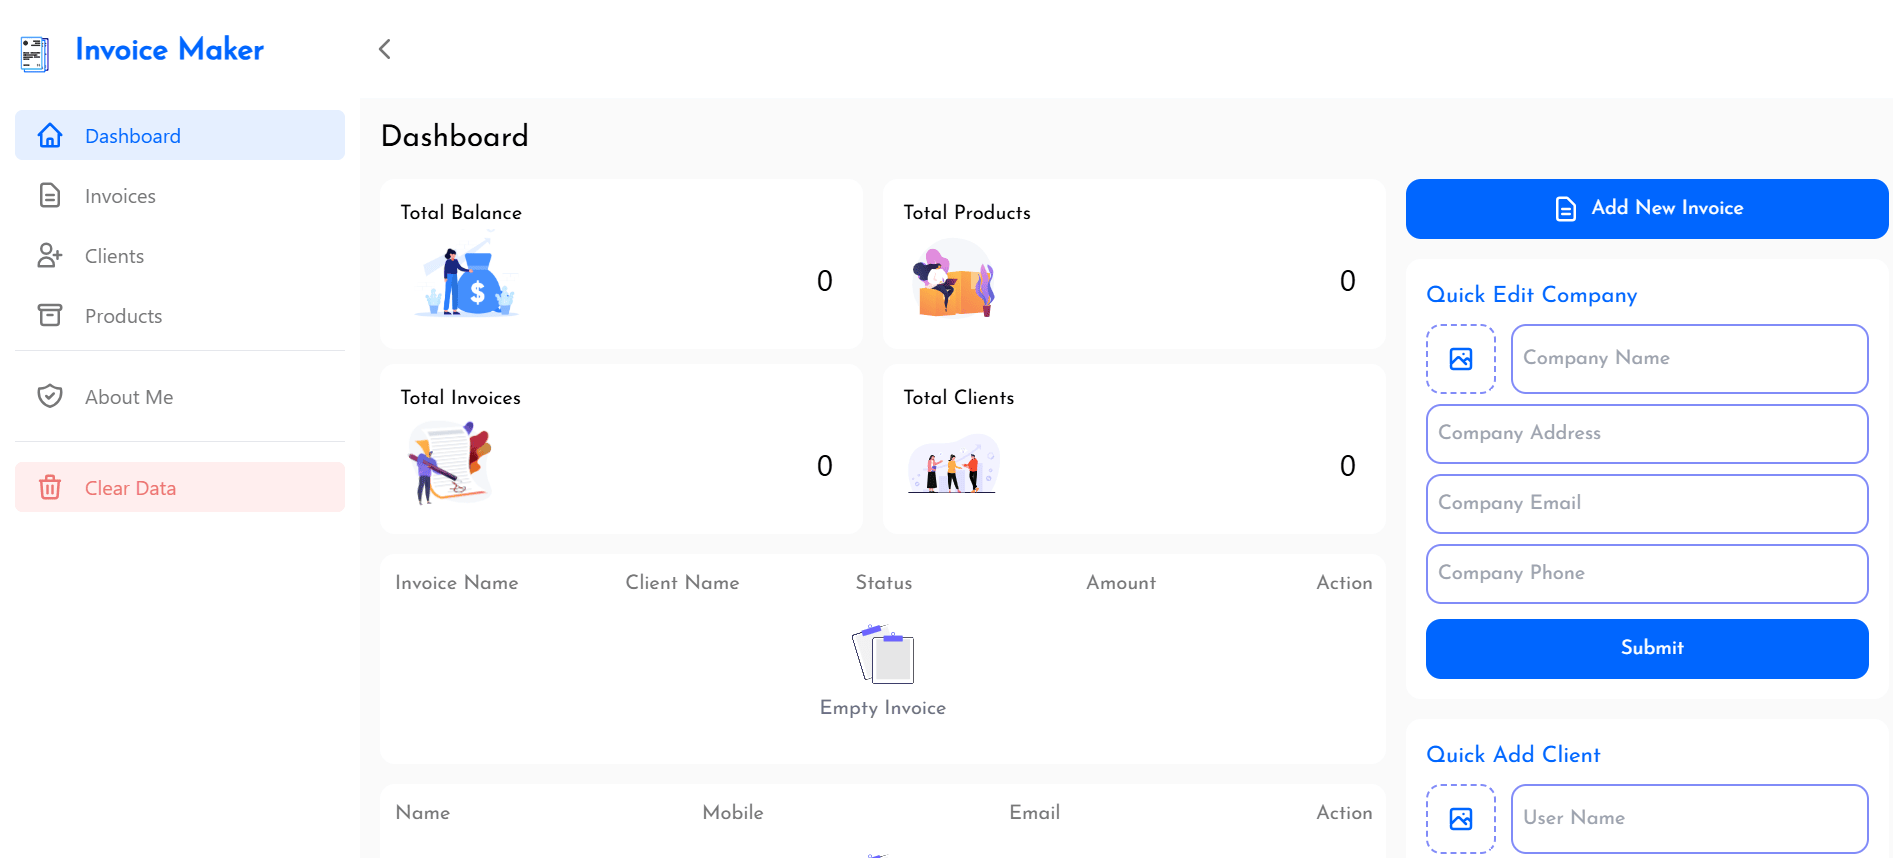 Invoice Maker
Dashboard
Invoices
Clients
Products
About Me
Clear Data
Dashboard
Total Balance
0
Total Products
0
Total Invoices
0
Total Clients
0
Invoice Name Client Name Status Amount Action
Empty Invoice
Name Mobile Email Action
Add New Invoice
Quick Edit Company
Company Name
Company Address
Company Email
Company Phone
Submit
Quick Add Client
User Name